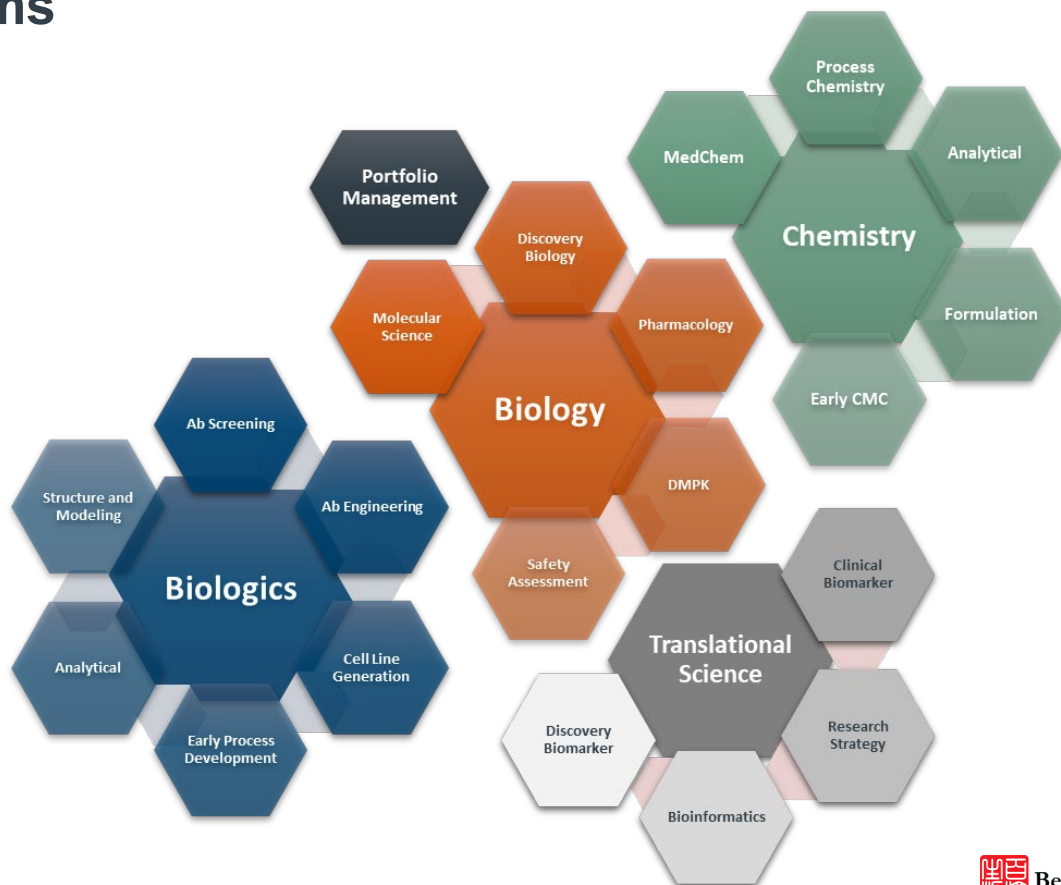 ns
Portfolio
Management
Process
Chemistry
MedChem
Analytical
Chemistry
Formulation
Early CMC
Discovery
Biology
Molecular
Science
Pharmacology
Biology
DMPK
Safety
Assessment
Ab Screening
Structure and
Modeling
Ab Engineering
Biologics
Analytical
Cell Line
Generation
Early Process
Development
Clinical
Biomarker
Translational
Science
Discovery
Biomarker
Research
Strategy
Bioinformatics
Be